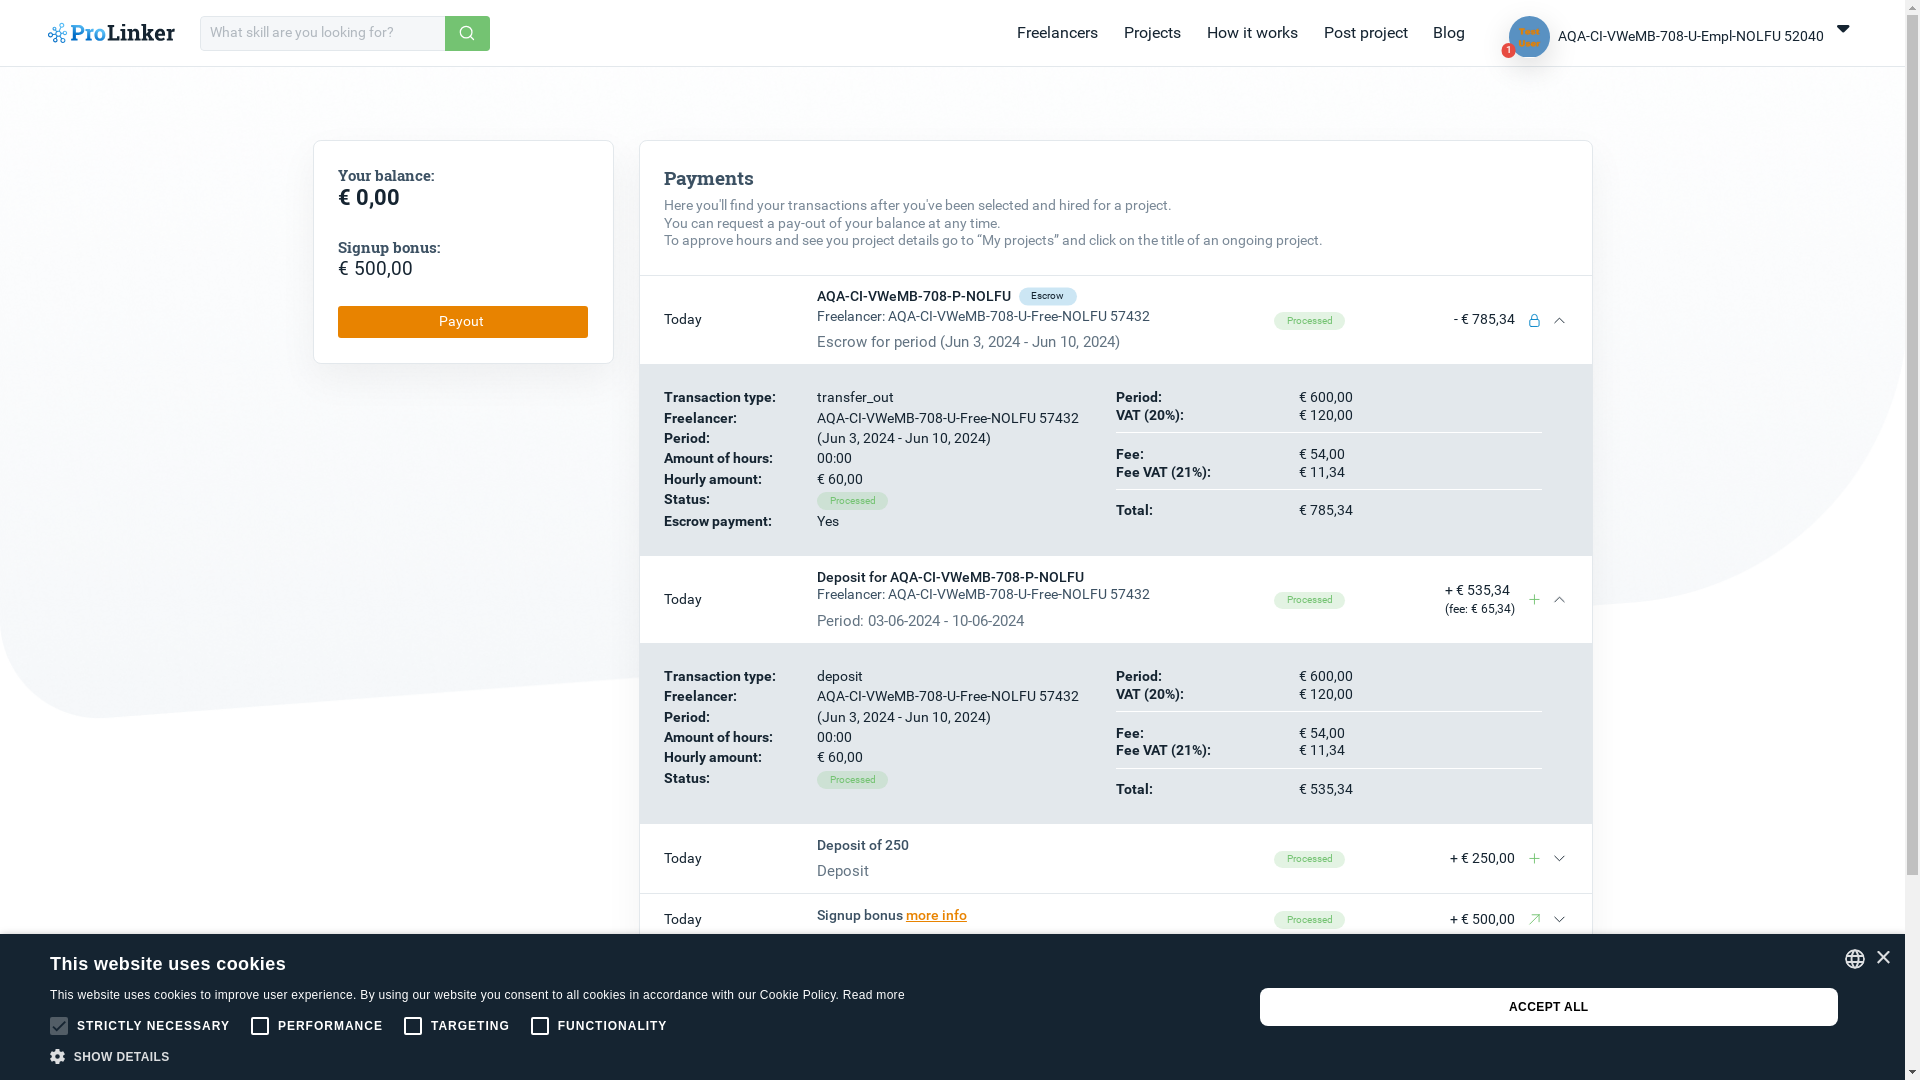 ProLinker
What skill are you looking for?
Freelancers
Projects
How it works
Post project
Blog
Test
User
1
AQA-CI-VWeMB-708-U-Empl-NOLFU 52040
Your balance:
€ 0,00
Signup bonus:
€ 500,00
Payout
Payments
Here you'll find your transactions after you've been selected and hired for a project.
You can request a pay-out of your balance at any time.
To approve hours and see you project details go to “My projects” and click on the title of an ongoing project.
Today
AQA-CI-VWeMB-708-P-NOLFU Escrow
Freelancer: AQA-CI-VWeMB-708-U-Free-NOLFU 57432
Escrow for period (Jun 3, 2024 - Jun 10, 2024)
Processed
- € 785,34
Transaction type: transfer_out
Freelancer: AQA-CI-VWeMB-708-U-Free-NOLFU 57432
Period: (Jun 3, 2024 - Jun 10, 2024)
Amount of hours: 00:00
Hourly amount: € 60,00
Status: Processed
Escrow payment: Yes
Period: € 600,00
VAT (20%): € 120,00
Fee: € 54,00
Fee VAT (21%): € 11,34
Total: € 785,34
Today
Deposit for AQA-CI-VWeMB-708-P-NOLFU
Freelancer: AQA-CI-VWeMB-708-U-Free-NOLFU 57432
Period: 03-06-2024 - 10-06-2024
Processed
+ € 535,34
(fee: € 65,34)
Transaction type: deposit
Freelancer: AQA-CI-VWeMB-708-U-Free-NOLFU 57432
Period: (Jun 3, 2024 - Jun 10, 2024)
Amount of hours: 00:00
Hourly amount: € 60,00
Status: Processed
Period: € 600,00
VAT (20%): € 120,00
Fee: € 54,00
Fee VAT (21%): € 11,34
Total: € 535,34
Today
Deposit of 250
Deposit
Processed
+ € 250,00
Today
Signup bonus more info
Processed
+ € 500,00
This website uses cookies
This website uses cookies to improve user experience. By using our website you consent to all cookies in accordance with our Cookie Policy. Read more
STRICTLY NECESSARY
PERFORMANCE
TARGETING
FUNCTIONALITY
SHOW DETAILS
ACCEPT ALL